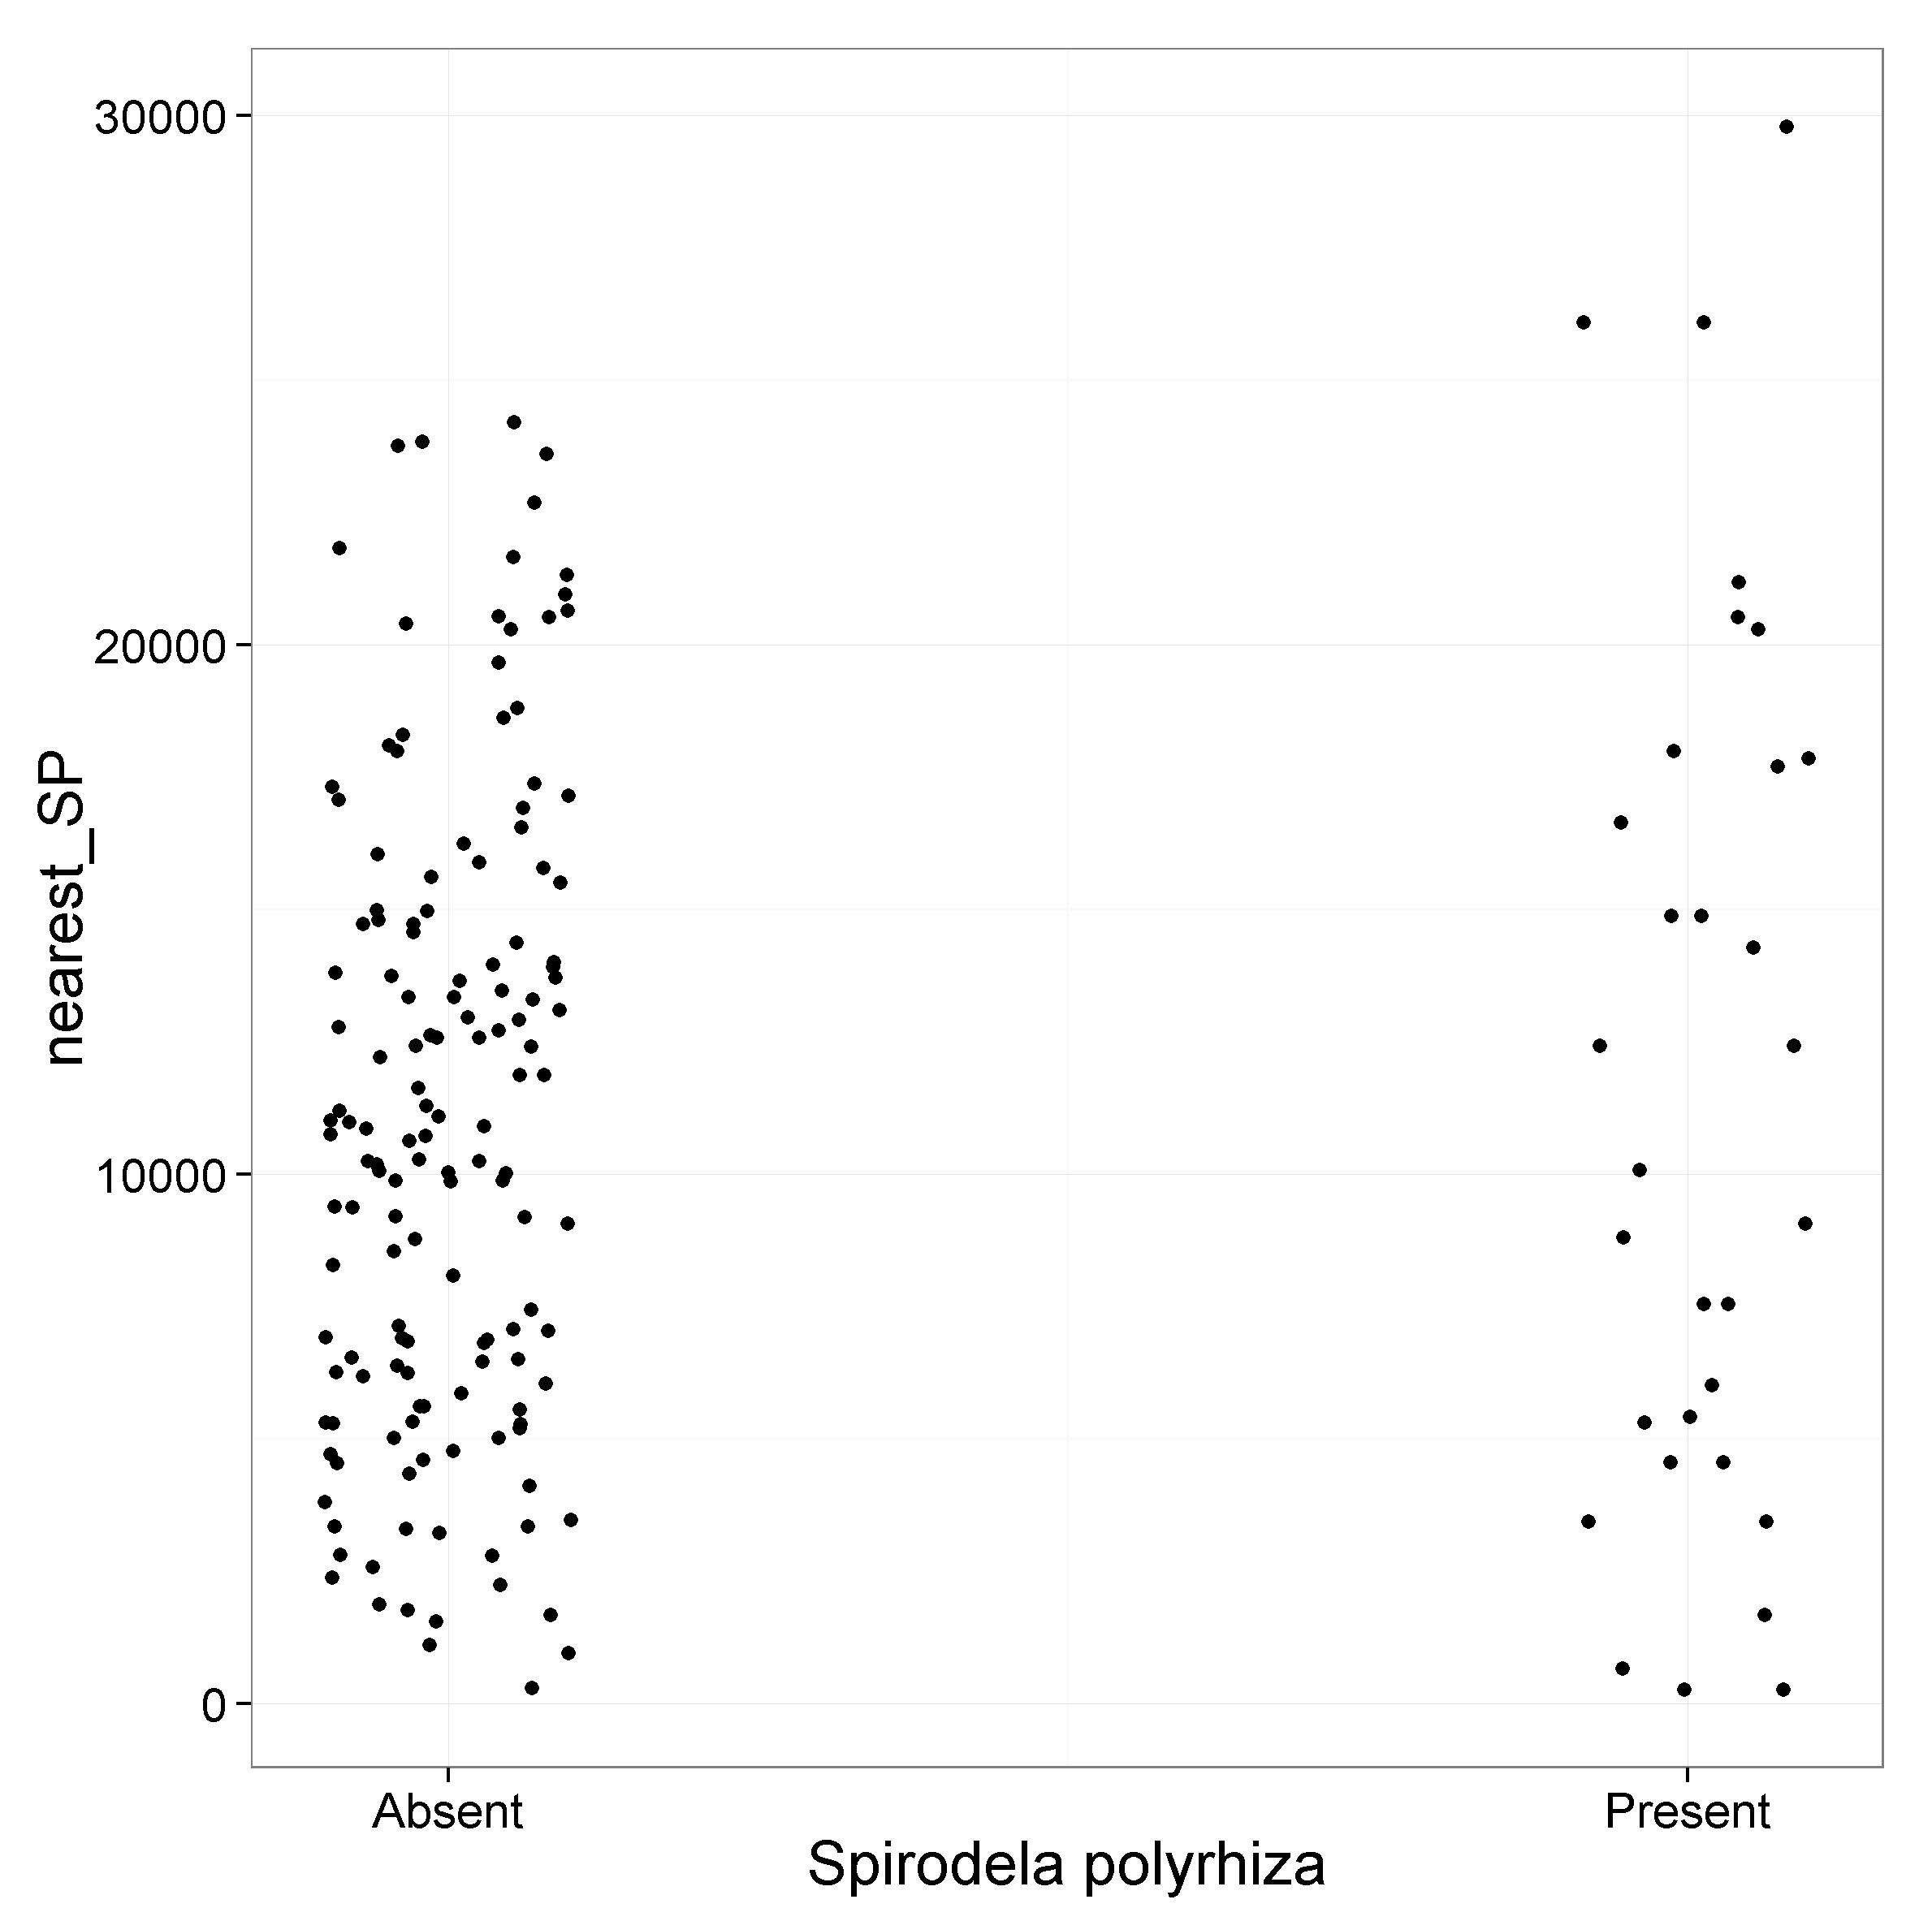 30000
20000
10000
0
nearest_SP
Absent
Present
Spirodela polyrhiza